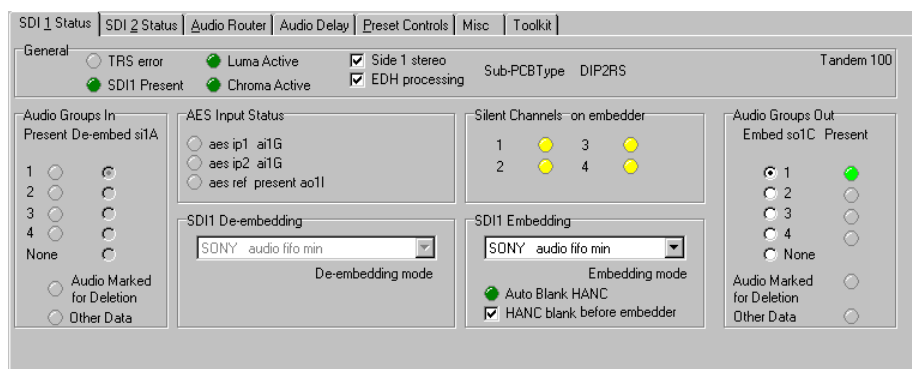 SDI 1 Status SDI 2 Status Audio Router Audio Delay Preset Controls Misc Toolkit
General
TRS error Luma Active Side 1 stereo Sub-PCBType DIP2RS Tandem 100
SDI1 Present Chroma Active EDH processing
Audio Groups In
Present De-embed si1A
1
2
3
4
None
Audio Marked
for Deletion
Other Data
AES Input Status
aes ip1 ai1G
aes ip2 ai1G
aes ref present ao1I
SDI1 De-embedding
SONY audio fifo min
De-embedding mode
Silent Channels on embedder
1 3
2 4
SDI1 Embedding
SONY audio fifo min
Embedding mode
Auto Blank HANC
HANC blank before embedder
Audio Groups Out
Embed so1C Present
1
2
3
4
None
Audio Marked
for Deletion
Other Data